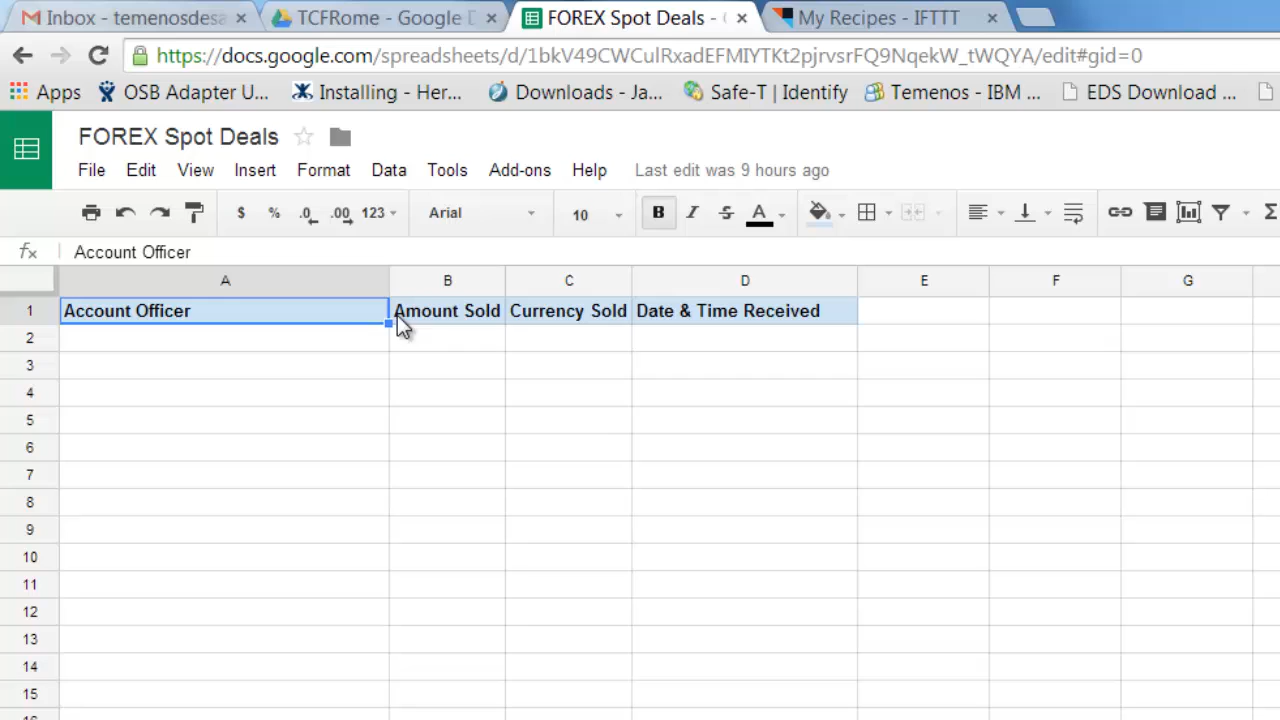 Inbox - temenosdesa
TCFRome - Google D
FOREX Spot Deals -
My Recipes - IFTTT
https://docs.google.com/spreadsheets/d/1bkV49CWCulRxadEFMIYTKt2pjrvsrFQ9NqekW_tWQYA/edit#gid=0
Apps OSB Adapter U... Installing - Her... Downloads - Ja... Safe-T | Identify Temenos - IBM ... EDS Download ...
FOREX Spot Deals
File Edit View Insert Format Data Tools Add-ons Help Last edit was 9 hours ago
$ % .0 .00 123 Arial 10 B I S A Σ
fx Account Officer
A B C D E F G
1 Account Officer Amount Sold Currency Sold Date & Time Received
2
3
4
5
6
7
8
9
10
11
12
13
14
15